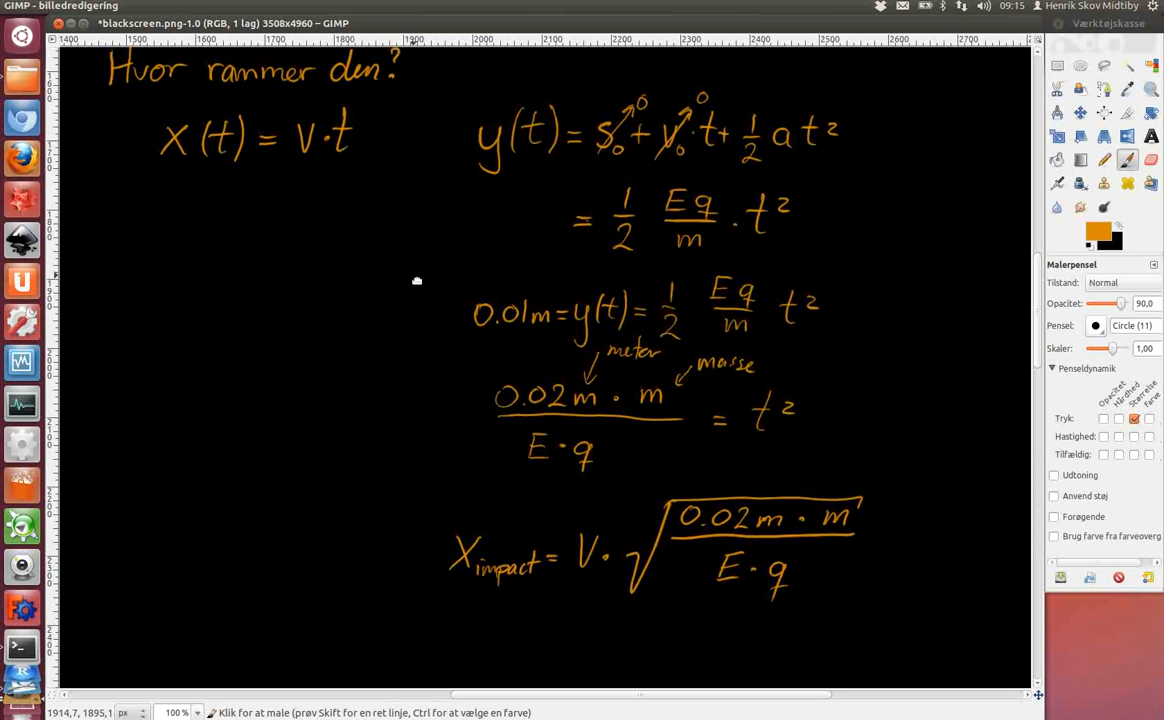 GIMP - billedredigering
09:15 Henrik Skov Midtiby
*blackscreen.png-1.0 (RGB, 1 lag) 3508x4960 – GIMP
Værktøjskasse
1400 1500 1600 1700 1800 1900 2000 2100 2200 2300 2400 2500 2600 2700
Hvor rammer den?
X(t) = V·t
y(t) = s₀↗0 + v₀↗0·t + 1/2 a t²
= 1/2 Eq/m · t²
0.01m = y(t) = 1/2 Eq/m t²
meter
masse
0.02m · m / E·q = t²
X impact = V · √(0.02m · m / E·q)
Malerpensel
Tilstand: Normal
Opacitet: 90,0
Pensel: Circle (11)
Skaler: 1,00
Penseldynamik
Opacitet Hårdhed Størrelse Farve
Tryk:
Hastighed:
Tilfældig:
Udtoning
Anvend støj
Forøgende
Brug farve fra farveoverg
1914,7, 1895,1 px 100% Klik for at male (prøv Skift for en ret linje, Ctrl for at vælge en farve)